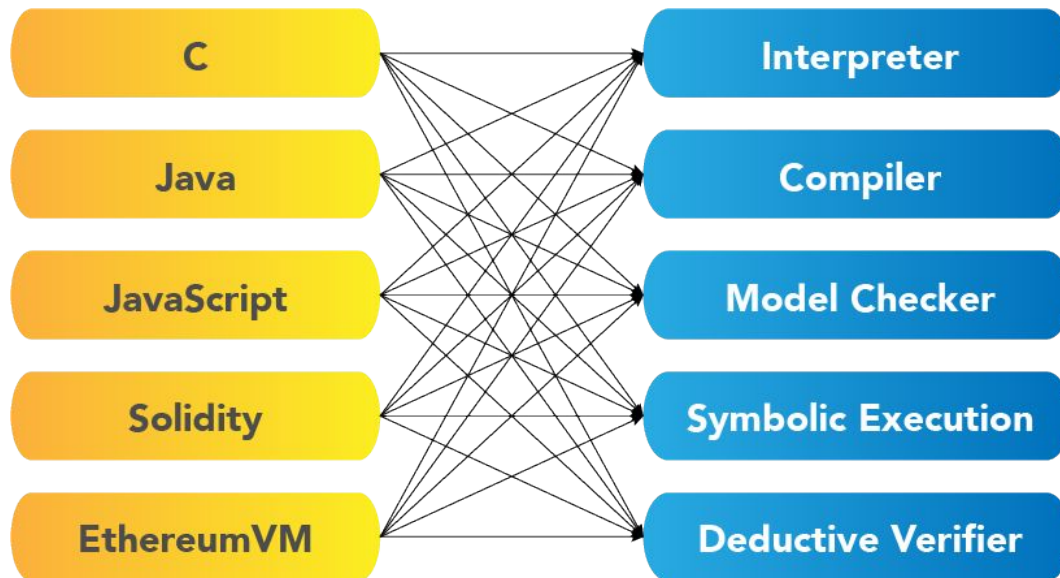 C
Interpreter
Java
Compiler
JavaScript
Model Checker
Solidity
Symbolic Execution
EthereumVM
Deductive Verifier